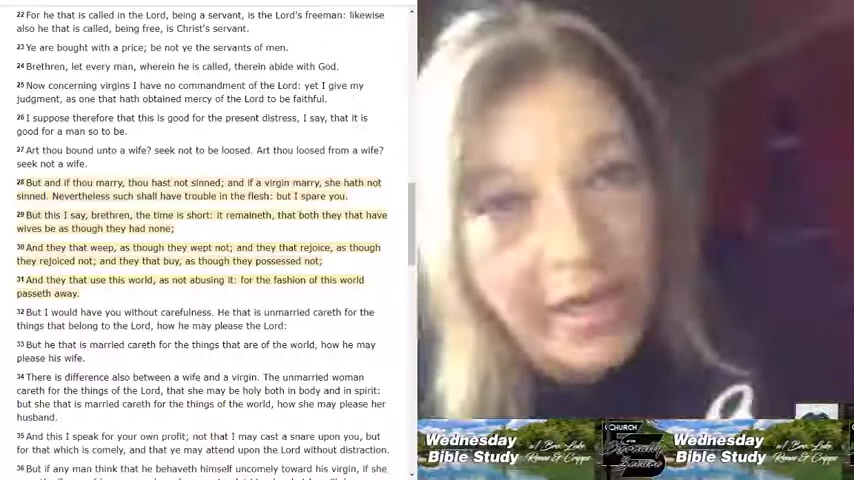 22 For he that is called in the Lord, being a servant, is the Lord's freeman: likewise
also he that is called, being free, is Christ's servant.
23 Ye are bought with a price; be not ye the servants of men.
24 Brethren, let every man, wherein he is called, therein abide with God.
25 Now concerning virgins I have no commandment of the Lord: yet I give my
judgment, as one that hath obtained mercy of the Lord to be faithful.
26 I suppose therefore that this is good for the present distress, I say, that it is
good for a man so to be.
27 Art thou bound unto a wife? seek not to be loosed. Art thou loosed from a wife?
seek not a wife.
28 But and if thou marry, thou hast not sinned; and if a virgin marry, she hath not
sinned. Nevertheless such shall have trouble in the flesh: but I spare you.
29 But this I say, brethren, the time is short: it remaineth, that both they that have
wives be as though they had none;
30 And they that weep, as though they wept not; and they that rejoice, as though
they rejoiced not; and they that buy, as though they possessed not;
31 And they that use this world, as not abusing it: for the fashion of this world
passeth away.
32 But I would have you without carefulness. He that is unmarried careth for the
things that belong to the Lord, how he may please the Lord:
33 But he that is married careth for the things that are of the world, how he may
please his wife.
34 There is difference also between a wife and a virgin. The unmarried woman
careth for the things of the Lord, that she may be holy both in body and in spirit:
but she that is married careth for the things of the world, how she may please her
husband.
35 And this I speak for your own profit; not that I may cast a snare upon you, but
for that which is comely, and that ye may attend upon the Lord without distraction.
36 But if any man think that he behaveth himself uncomely toward his virgin, if she
Wednesday
Bible Study
w/ Bro. Luke,
Renee & Cripps
CHURCH
Eternally
Secure
Wednesday
Bible Study
w/ Bro. Luke,
Renee & Cripps